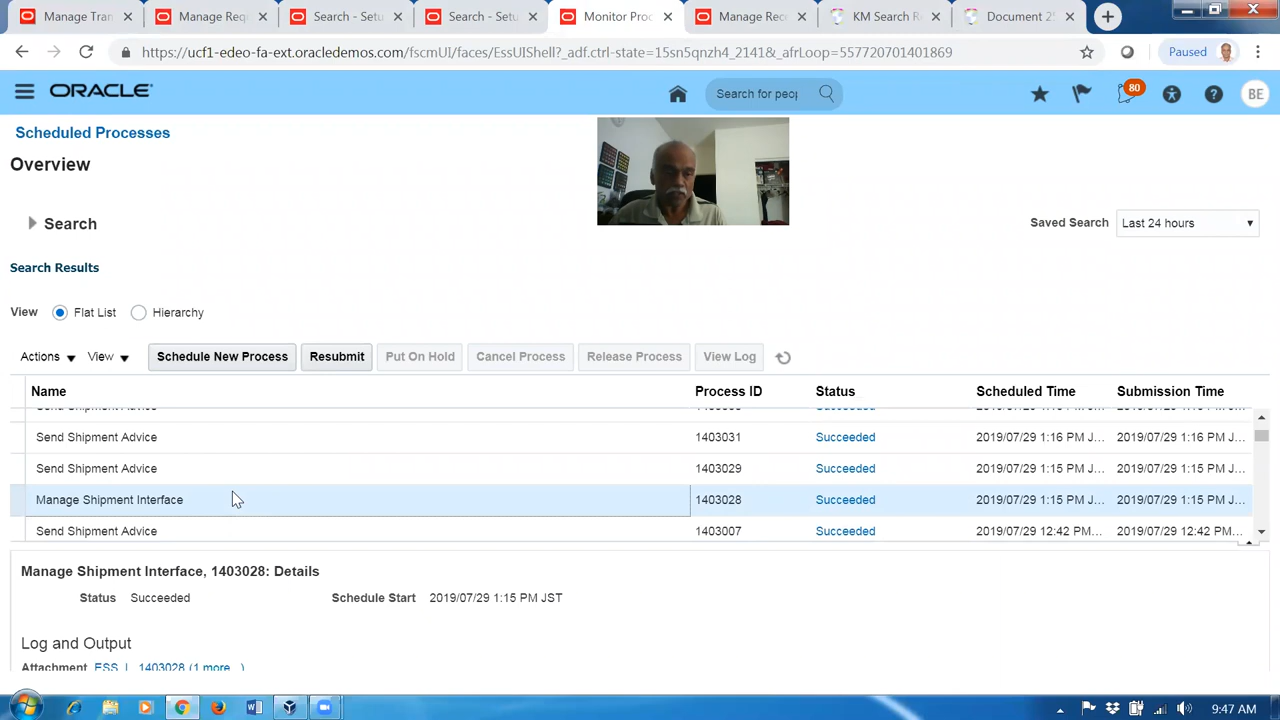 Manage Tran
Manage Req
Search - Setu
Search
Monitor Proc
Manage Rec
KM Search
Document 25
https://ucf1-edeo-fa-ext.oracledemos.com/fscmUI/faces/EssUIShell?_adf.ctrl-state=15sn5qnzh4_2141&_afrLoop=557720701401869
Paused
ORACLE
Search for peop
80
BE
Scheduled Processes
Overview
Search
Saved Search Last 24 hours
Search Results
View Flat List Hierarchy
Actions View Schedule New Process Resubmit Put On Hold Cancel Process Release Process View Log
Name Process ID Status Scheduled Time Submission Time
Send Shipment Advice Succeeded
Send Shipment Advice 1403031 Succeeded 2019/07/29 1:16 PM J... 2019/07/29 1:16 PM J...
Send Shipment Advice 1403029 Succeeded 2019/07/29 1:15 PM J... 2019/07/29 1:15 PM J...
Manage Shipment Interface 1403028 Succeeded 2019/07/29 1:15 PM J... 2019/07/29 1:15 PM J...
Send Shipment Advice 1403007 Succeeded 2019/07/29 12:42 PM... 2019/07/29 12:42 PM...
Manage Shipment Interface, 1403028: Details
Status Succeeded Schedule Start 2019/07/29 1:15 PM JST
Log and Output
Attachment ESS_L_1403028 (1 more...)
9:47 AM